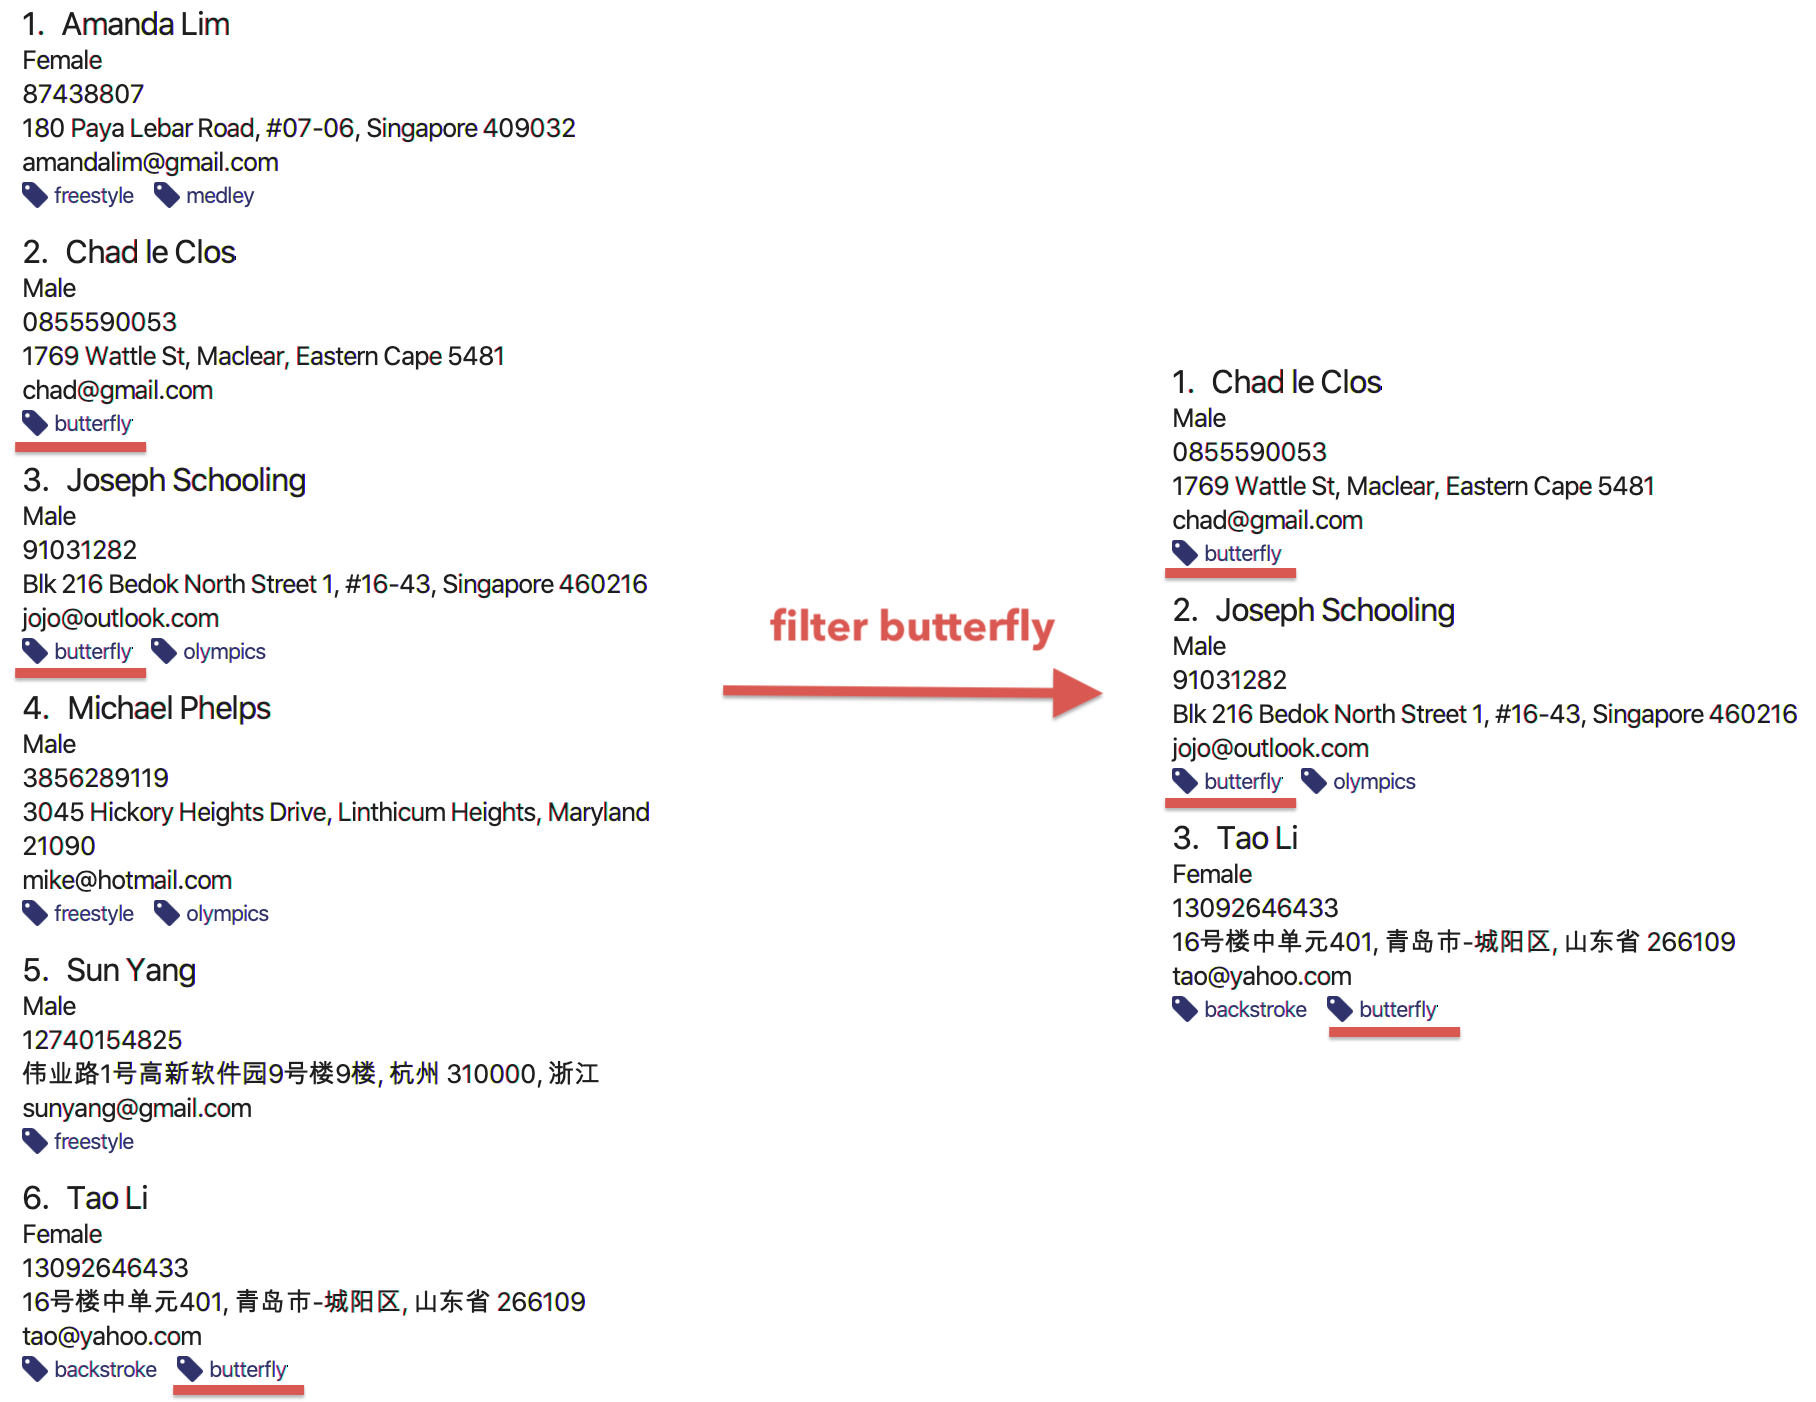 1. Amanda Lim
Female
87438807
180 Paya Lebar Road, #07-06, Singapore 409032
amandalim@gmail.com
freestyle medley
2. Chad le Clos
Male
0855590053
1769 Wattle St, Maclear, Eastern Cape 5481
chad@gmail.com
butterfly
3. Joseph Schooling
Male
91031282
Blk 216 Bedok North Street 1, #16-43, Singapore 460216
jojo@outlook.com
butterfly olympics
4. Michael Phelps
Male
3856289119
3045 Hickory Heights Drive, Linthicum Heights, Maryland
21090
mike@hotmail.com
freestyle olympics
5. Sun Yang
Male
12740154825
伟业路1号高新软件园9号楼9楼, 杭州 310000, 浙江
sunyang@gmail.com
freestyle
6. Tao Li
Female
13092646433
16号楼中单元401, 青岛市-城阳区, 山东省 266109
tao@yahoo.com
backstroke butterfly
filter butterfly
1. Chad le Clos
Male
0855590053
1769 Wattle St, Maclear, Eastern Cape 5481
chad@gmail.com
butterfly
2. Joseph Schooling
Male
91031282
Blk 216 Bedok North Street 1, #16-43, Singapore 460216
jojo@outlook.com
butterfly olympics
3. Tao Li
Female
13092646433
16号楼中单元401, 青岛市-城阳区, 山东省 266109
tao@yahoo.com
backstroke butterfly